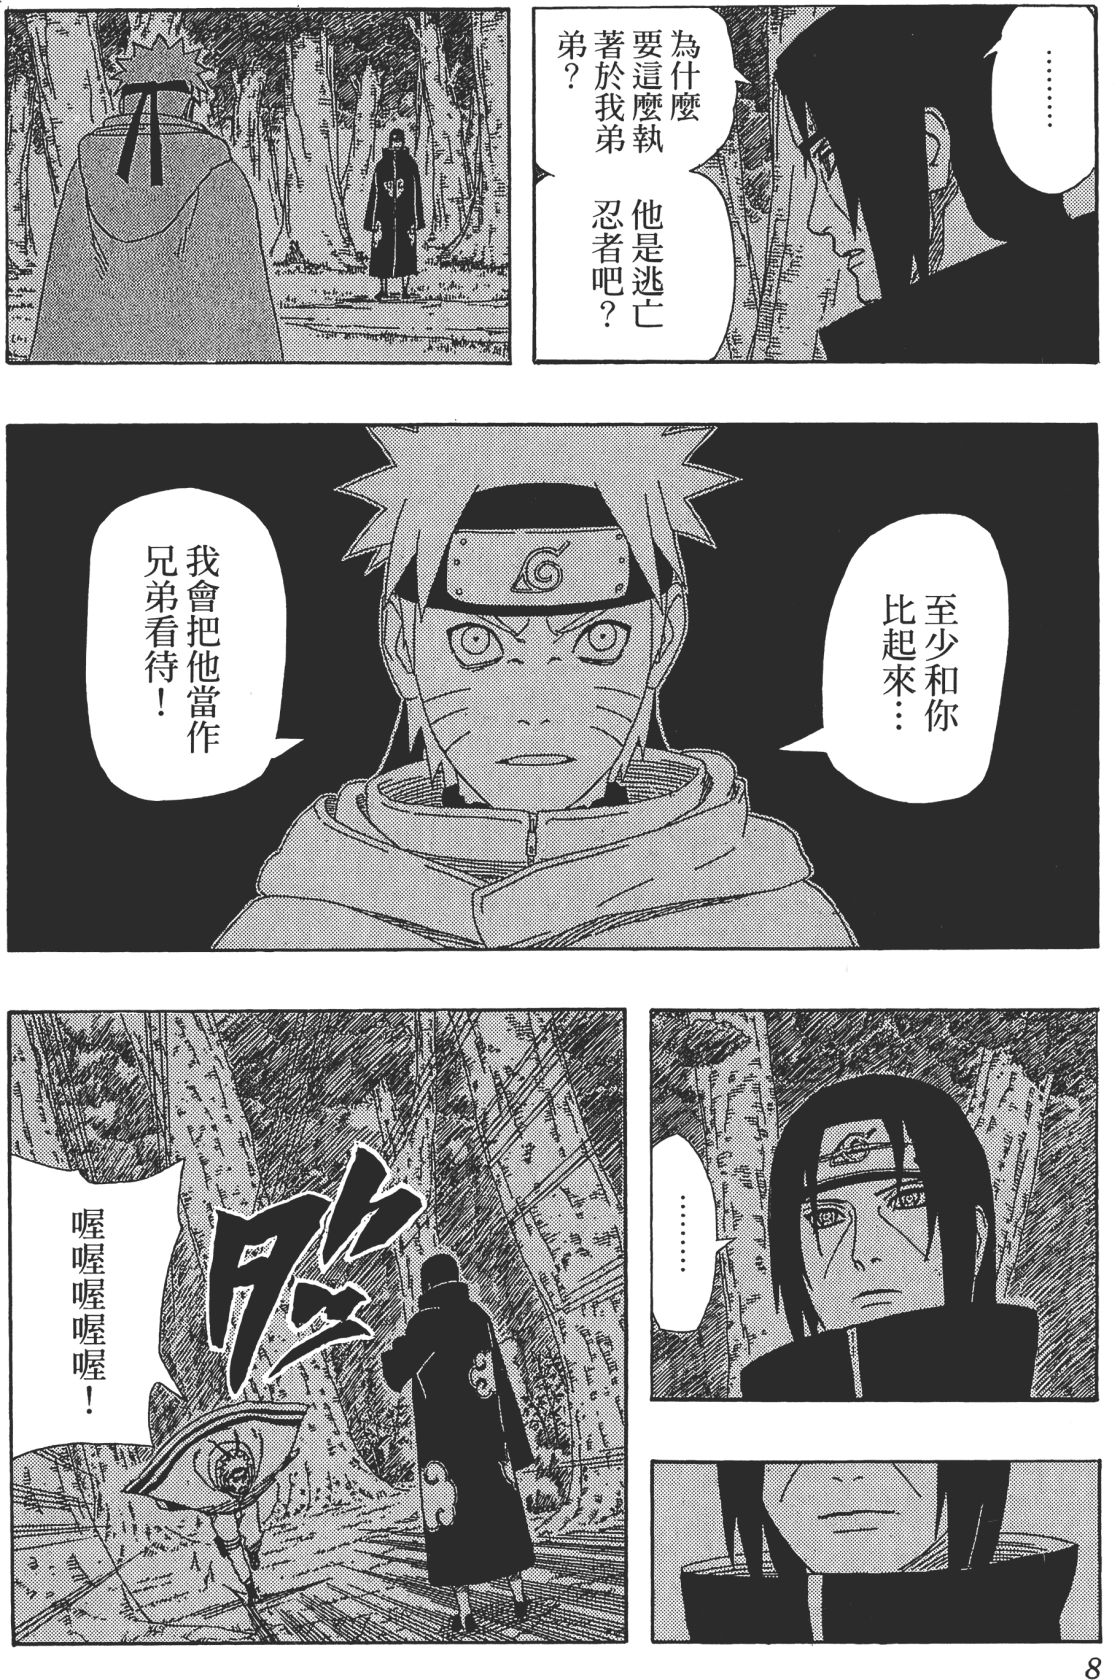 ………
為什麼
要這麼執
著於我弟
弟？
他是逃亡
忍者吧？
至少和你
比起來…
我會把他當作
兄弟看待！
………
喔喔喔喔喔！
8